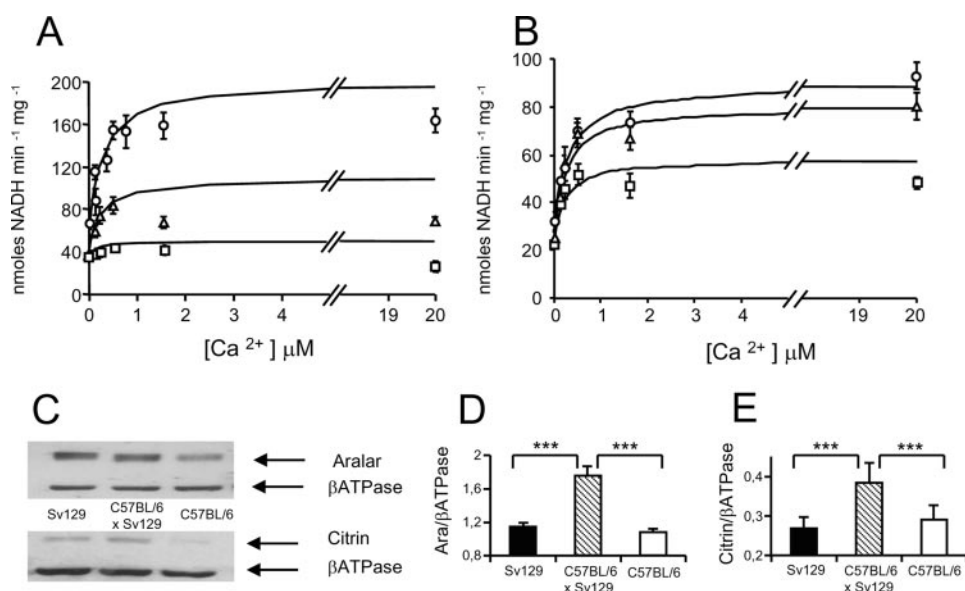 A
nmoles NADH min -1 mg -1
200
160
120
80
40
0
0 1 2 3 4 19 20
[Ca 2+ ] μM
B
nmoles NADH min -1 mg -1
100
80
60
40
20
0
0 1 2 3 4 19 20
[Ca 2+ ] μM
C
Aralar
βATPase
Sv129 C57BL/6 x Sv129 C57BL/6
Citrin
βATPase
D
Ara/βATPase
2
1,6
1,2
0,8
*** ***
Sv129 C57BL/6 x Sv129 C57BL/6
E
Citrin/βATPase
0,4
0,3
0,2
*** ***
Sv129 C57BL/6 x Sv129 C57BL/6